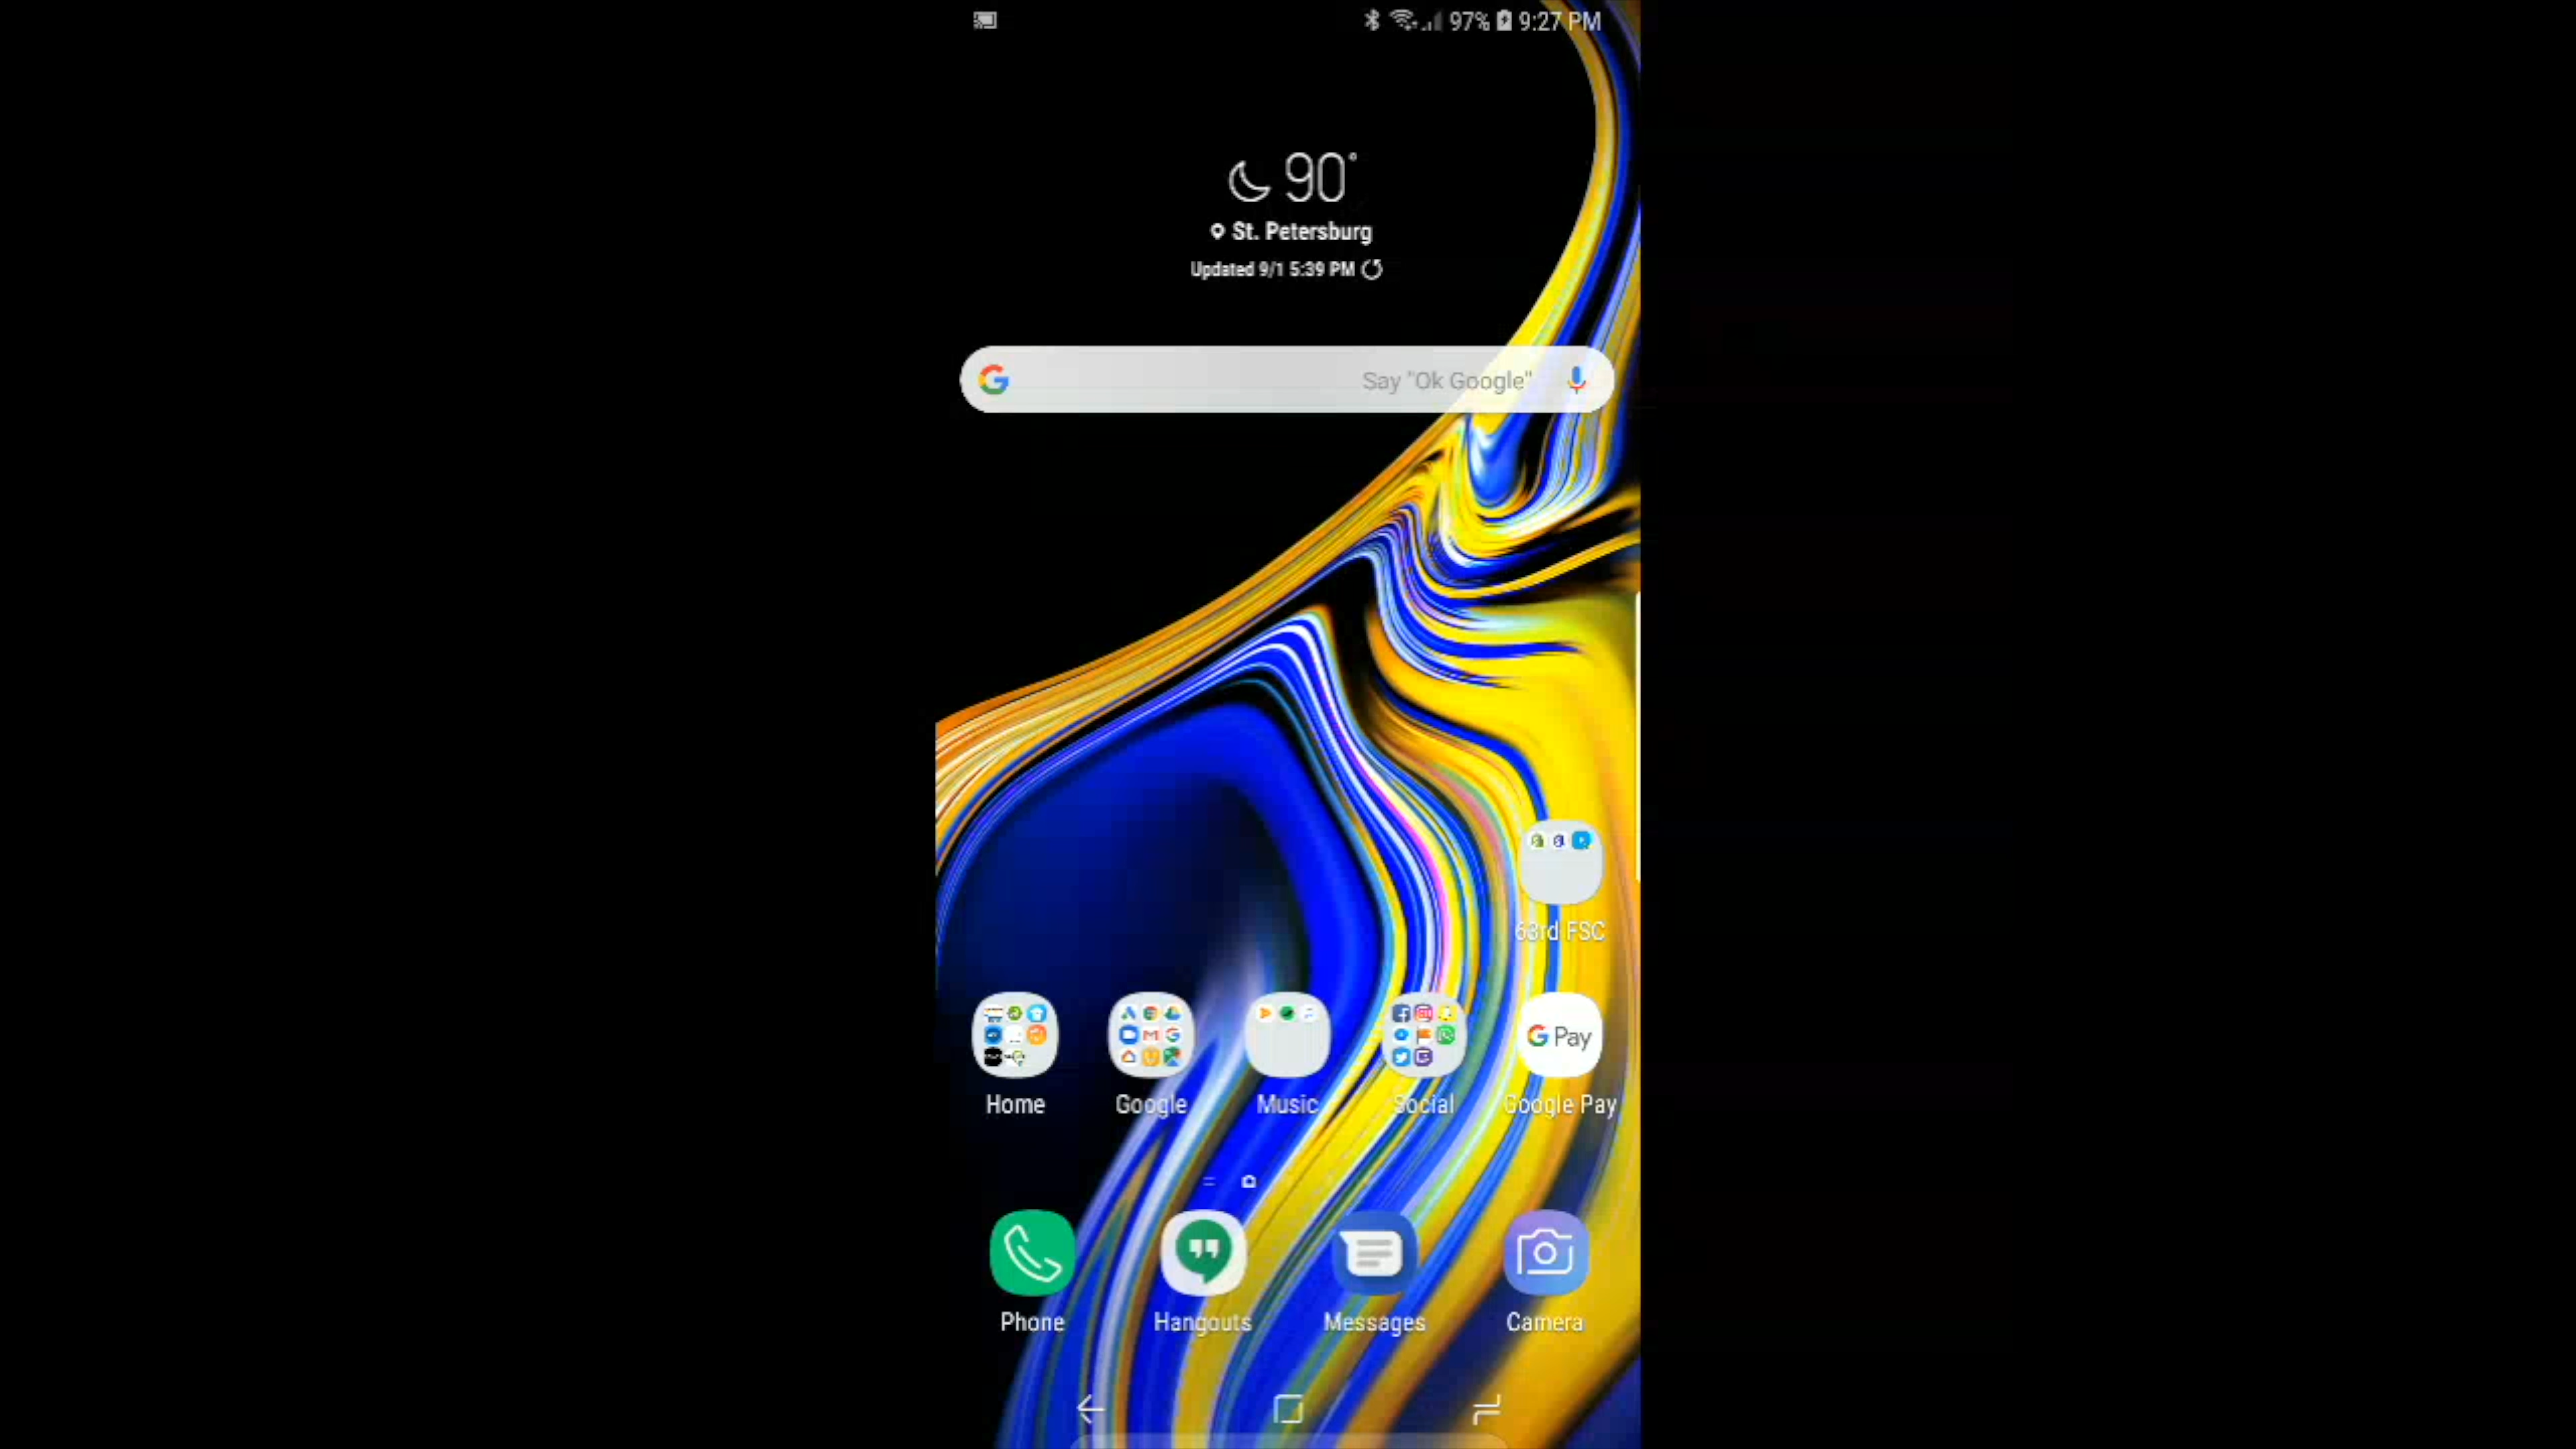 97% 9:27 PM
90°
St. Petersburg
Updated 9/1 5:39 PM
G Say "Ok Google"
63rd FSC
G Pay
Home Google Music Social Google Pay
Phone Hangouts Messages Camera